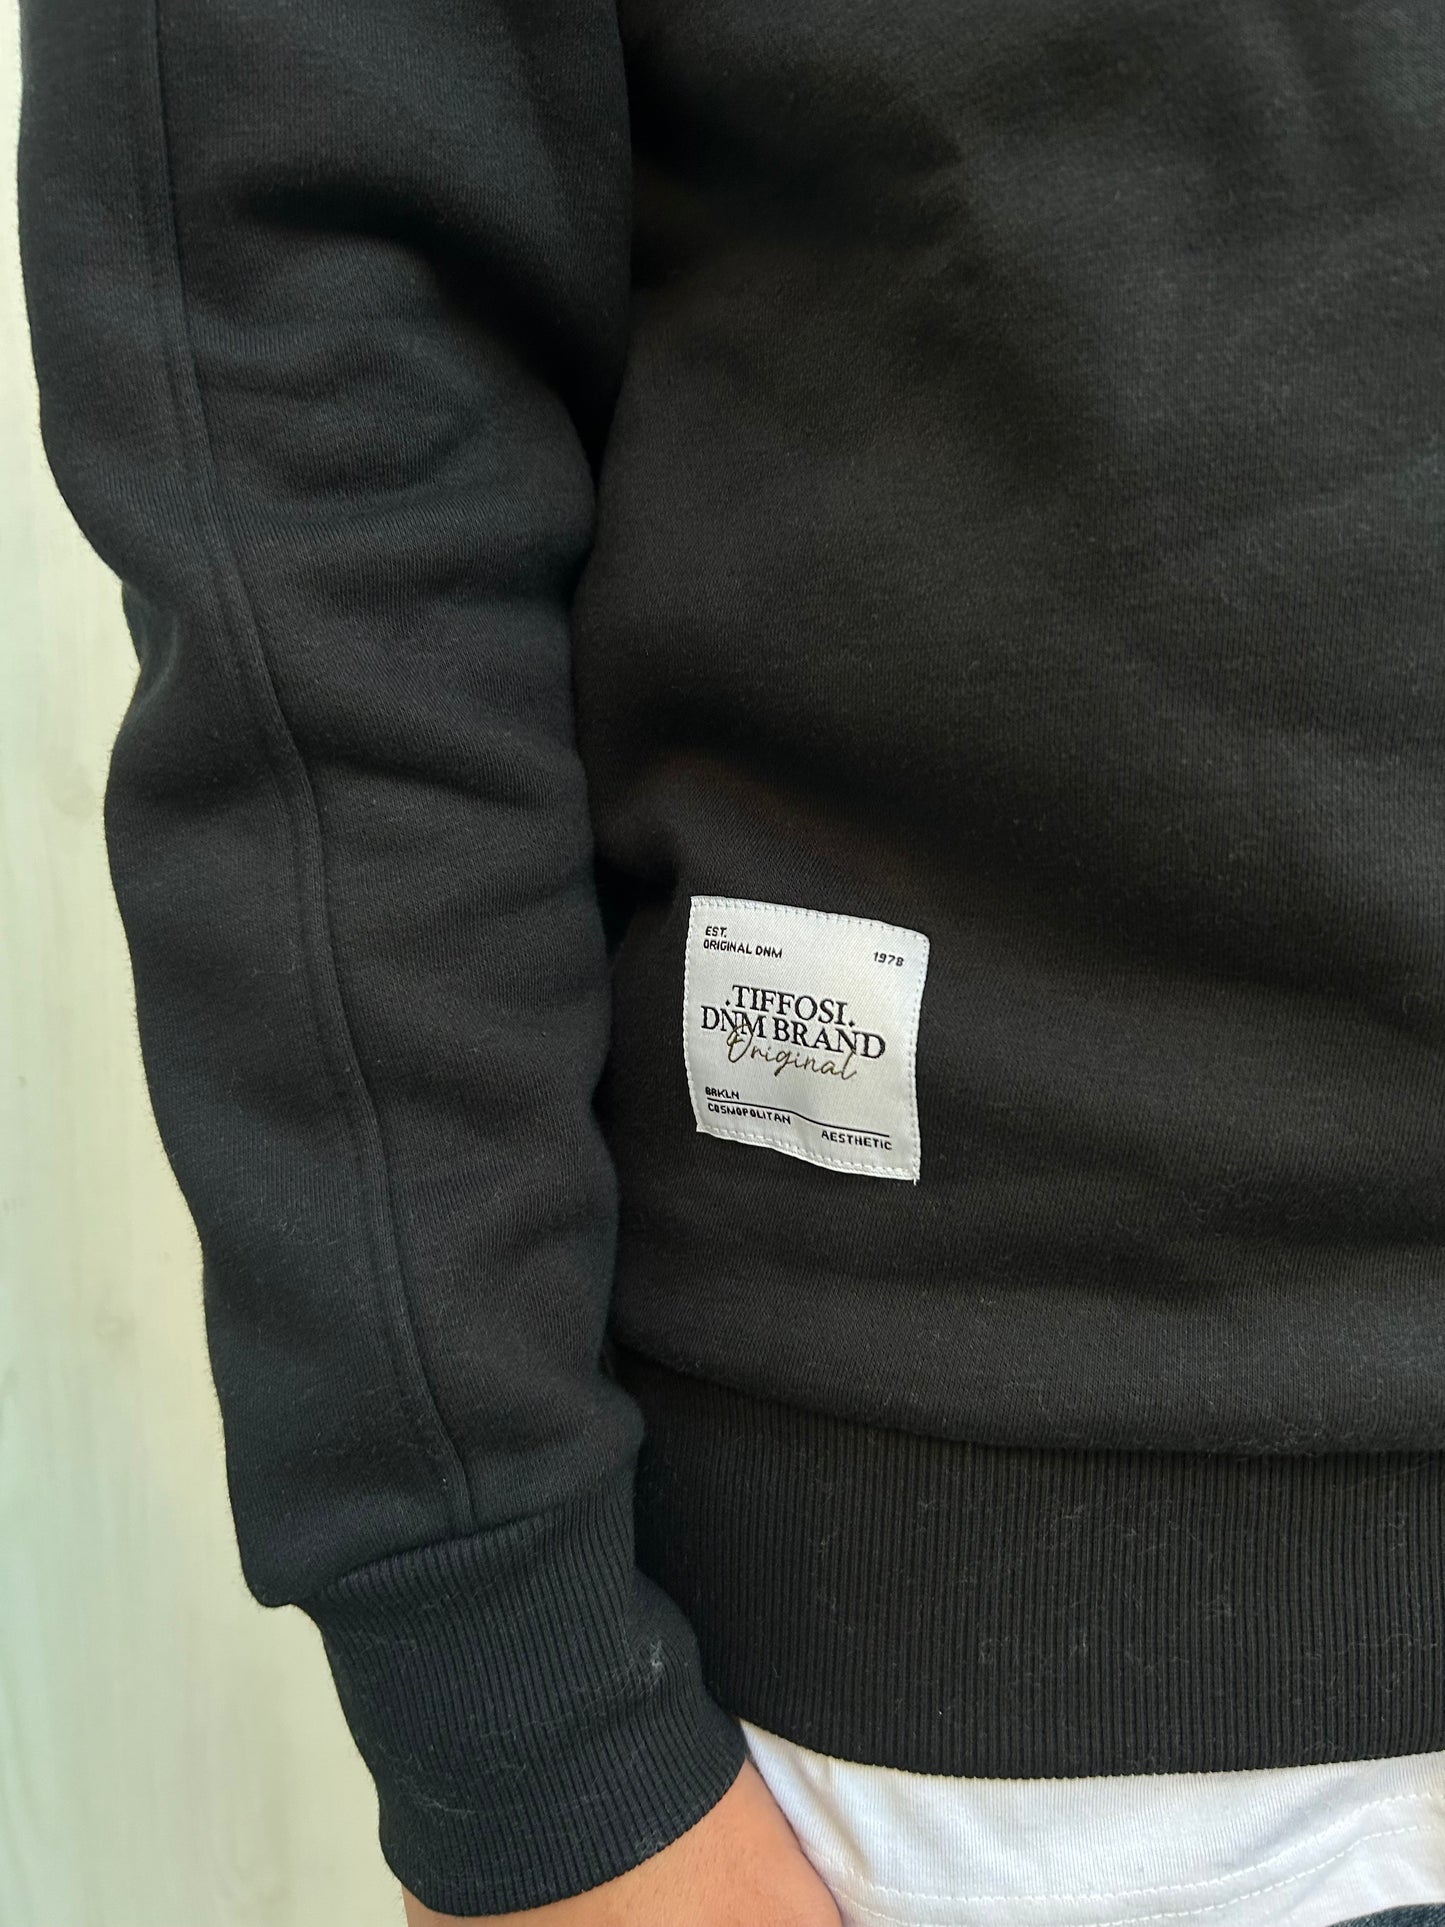 EST.
ORIGINAL DNM 1978
.TIFFOSI.
DNM BRAND
Original
BRKLN
COSMOPOLITAN
AESTHETIC